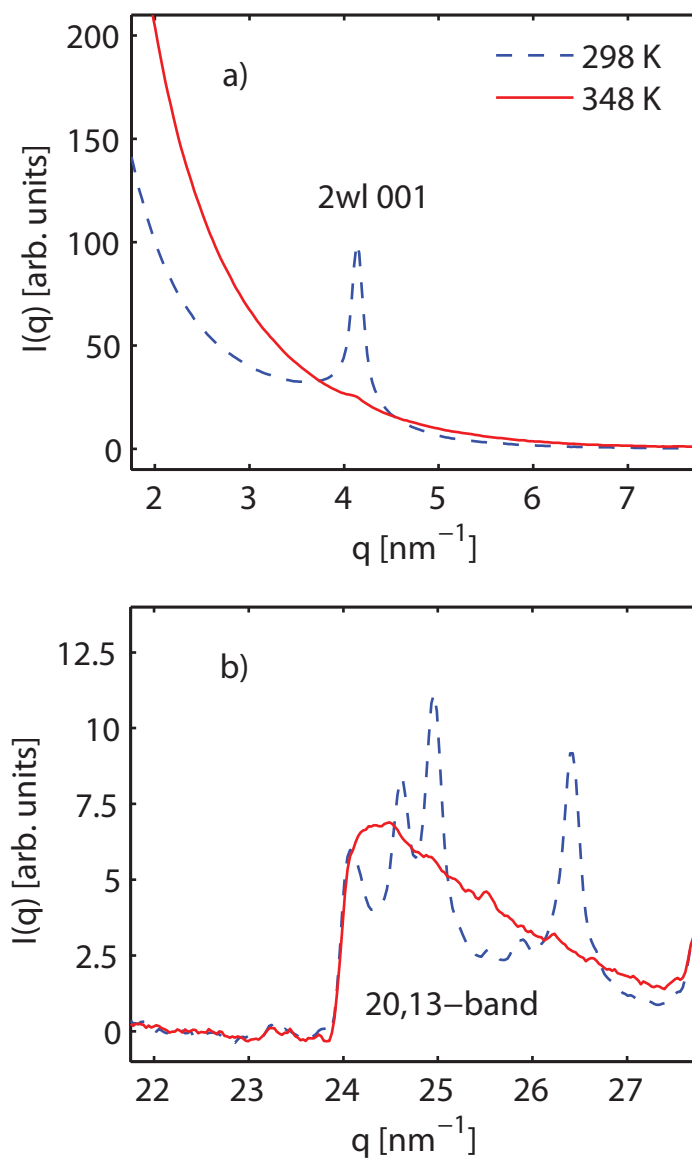 200
150
100
50
0
I(q) [arb. units]
a)
298 K
348 K
2wl 001
2 3 4 5 6 7
q [nm⁻¹]
12.5
10
7.5
5
2.5
0
I(q) [arb. units]
b)
20,13−band
22 23 24 25 26 27
q [nm⁻¹]